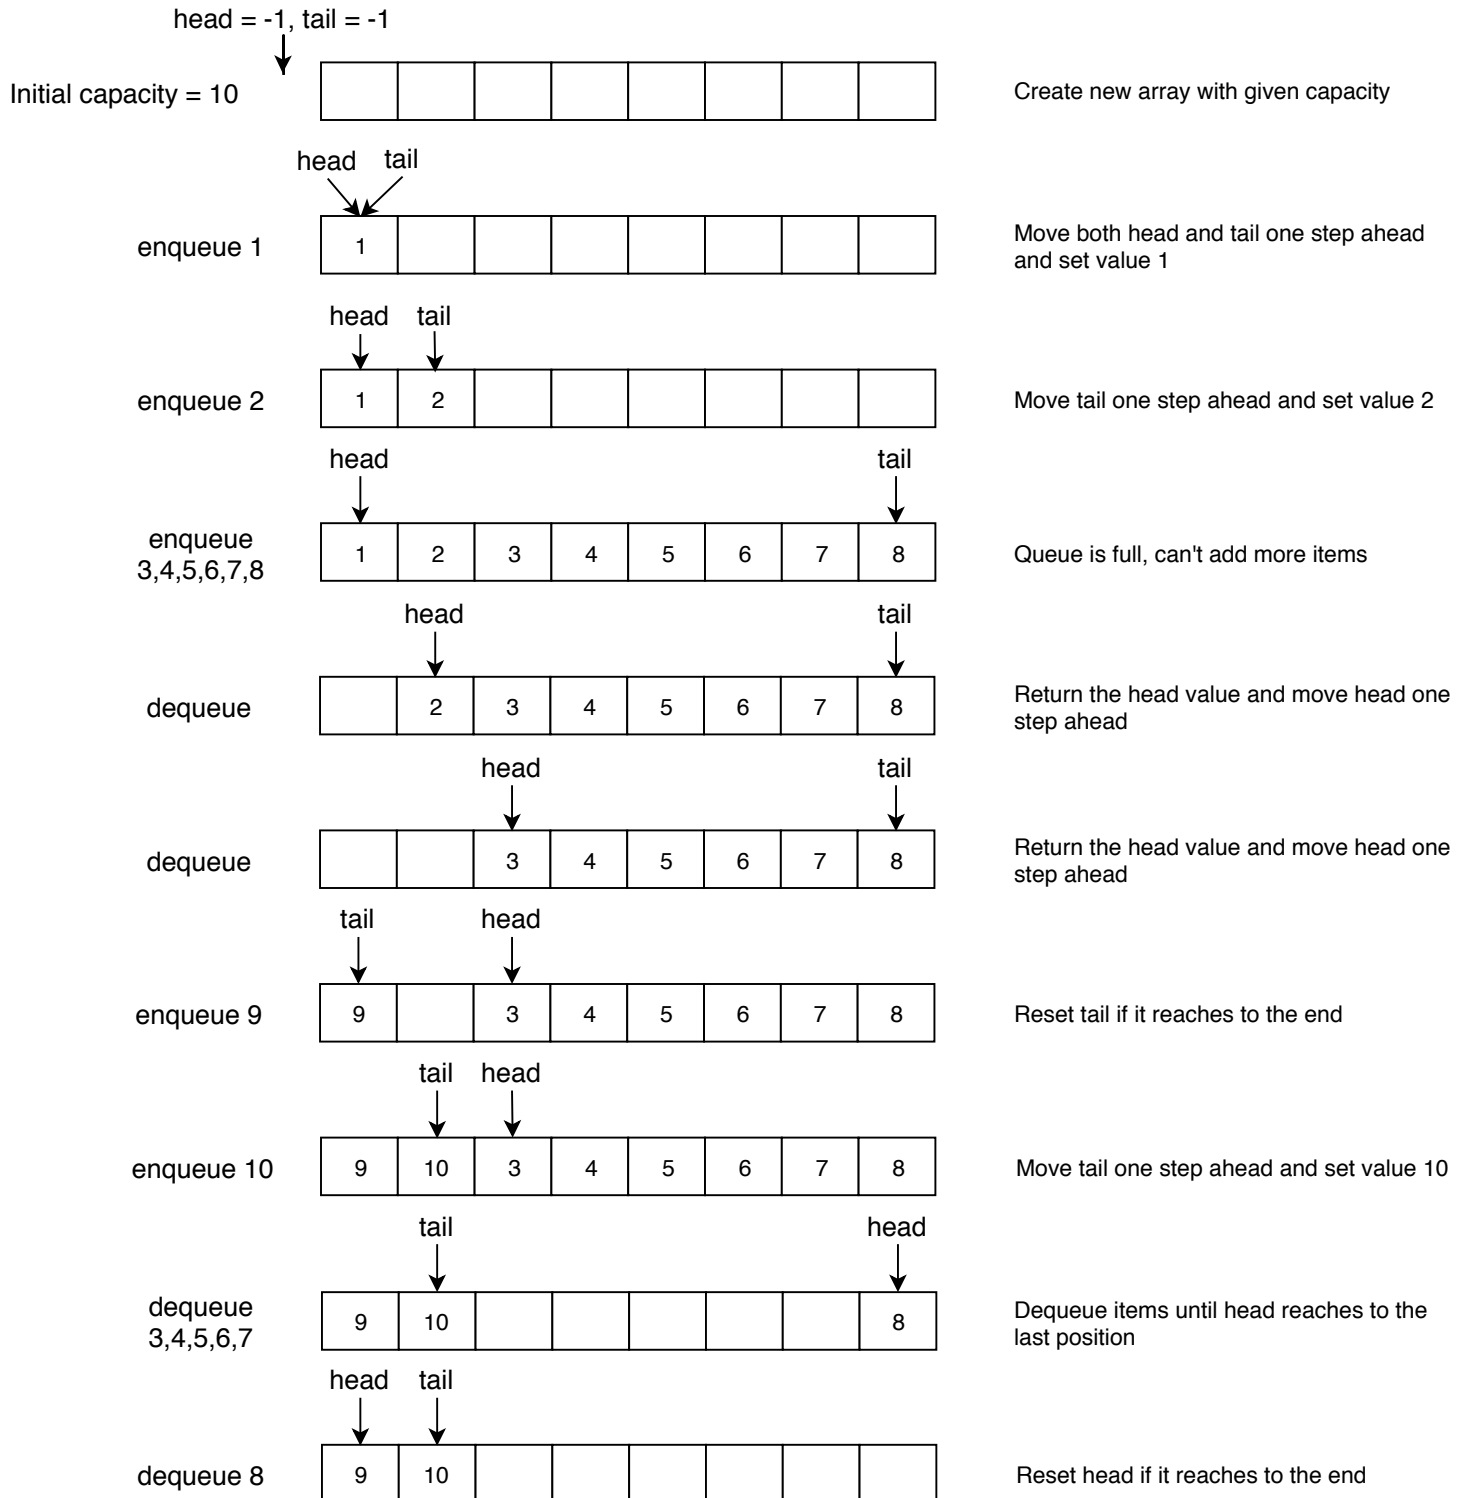 head = -1, tail = -1
Initial capacity = 10
Create new array with given capacity
head tail
enqueue 1
1
Move both head and tail one step ahead
and set value 1
head tail
enqueue 2
1 2
Move tail one step ahead and set value 2
head tail
enqueue
3,4,5,6,7,8
1 2 3 4 5 6 7 8
Queue is full, can't add more items
head tail
dequeue
2 3 4 5 6 7 8
Return the head value and move head one
step ahead
head tail
dequeue
3 4 5 6 7 8
Return the head value and move head one
step ahead
tail head
enqueue 9
9 3 4 5 6 7 8
Reset tail if it reaches to the end
tail head
enqueue 10
9 10 3 4 5 6 7 8
Move tail one step ahead and set value 10
tail head
dequeue
3,4,5,6,7
9 10 8
Dequeue items until head reaches to the
last position
head tail
dequeue 8
9 10
Reset head if it reaches to the end